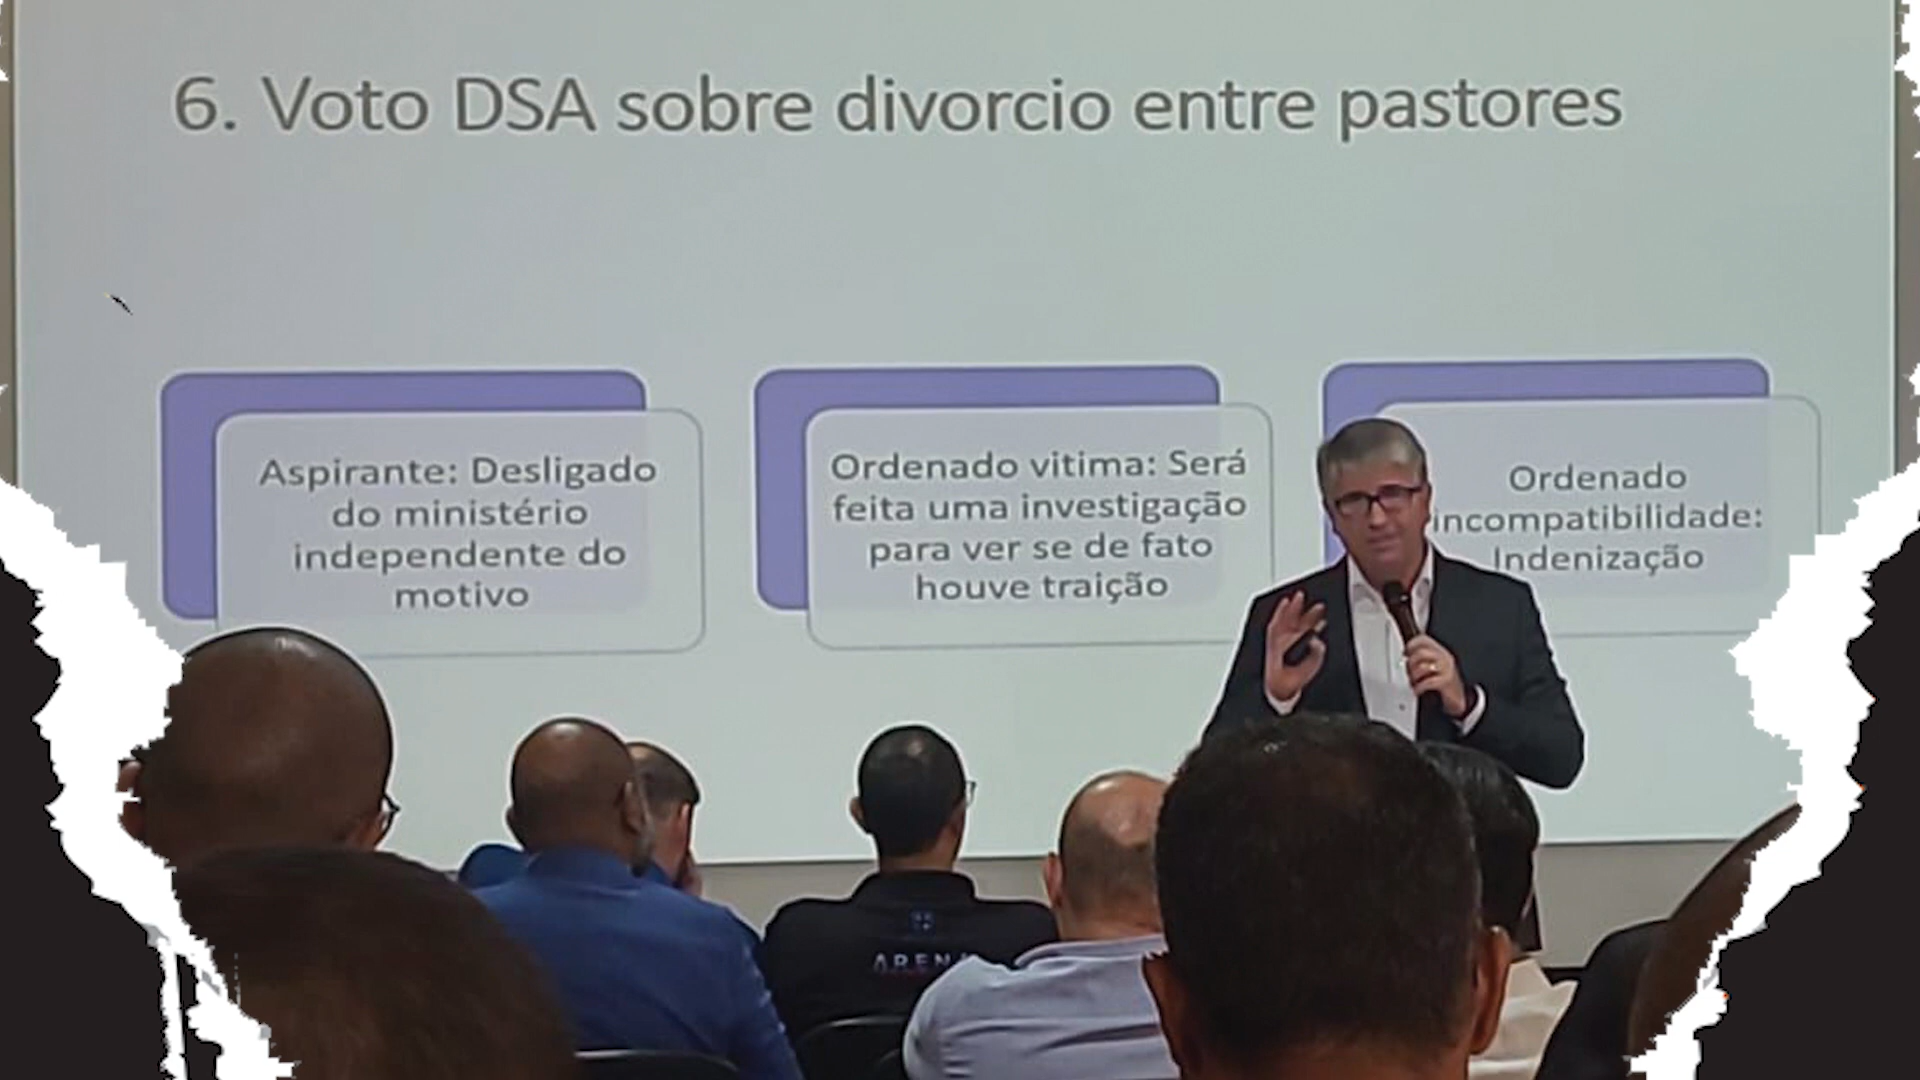 6. Voto DSA sobre divorcio entre pastores
Aspirante: Desligado
do ministério
independente do
motivo
Ordenado vitima: Será
feita uma investigação
para ver se de fato
houve traição
Ordenado
incompatibilidade:
Indenização